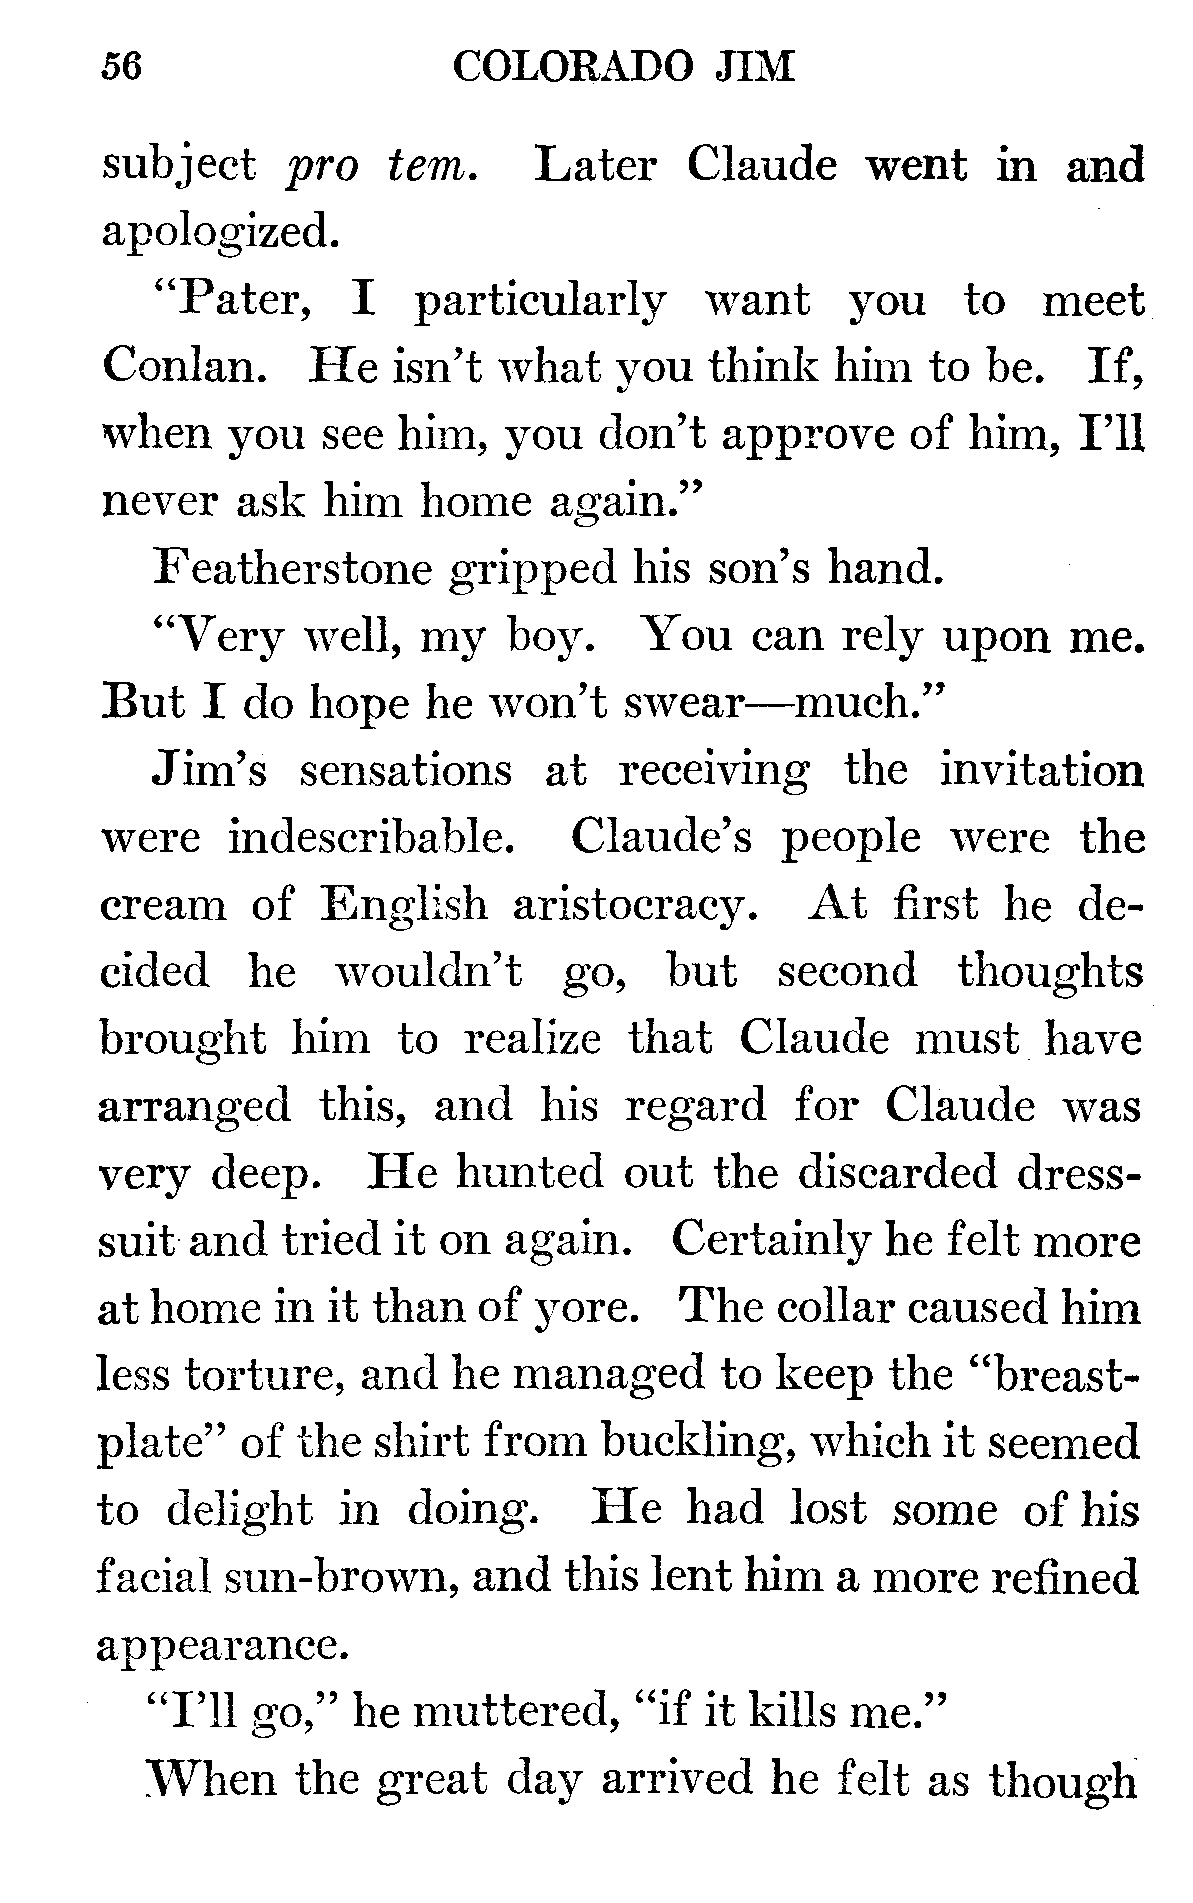 56 COLORADO JIM
subject pro tem. Later Claude went in and
apologized.
“Pater, I particularly want you to meet
Conlan. He isn’t what you think him to be. If,
when you see him, you don’t approve of him, I’ll
never ask him home again.”
Featherstone gripped his son’s hand.
“Very well, my boy. You can rely upon me.
But I do hope he won’t swear—much.”
Jim’s sensations at receiving the invitation
were indescribable. Claude’s people were the
cream of English aristocracy. At first he de-
cided he wouldn’t go, but second thoughts
brought him to realize that Claude must have
arranged this, and his regard for Claude was
very deep. He hunted out the discarded dress-
suit and tried it on again. Certainly he felt more
at home in it than of yore. The collar caused him
less torture, and he managed to keep the “breast-
plate” of the shirt from buckling, which it seemed
to delight in doing. He had lost some of his
facial sun-brown, and this lent him a more refined
appearance.
“I’ll go,” he muttered, “if it kills me.”
When the great day arrived he felt as though